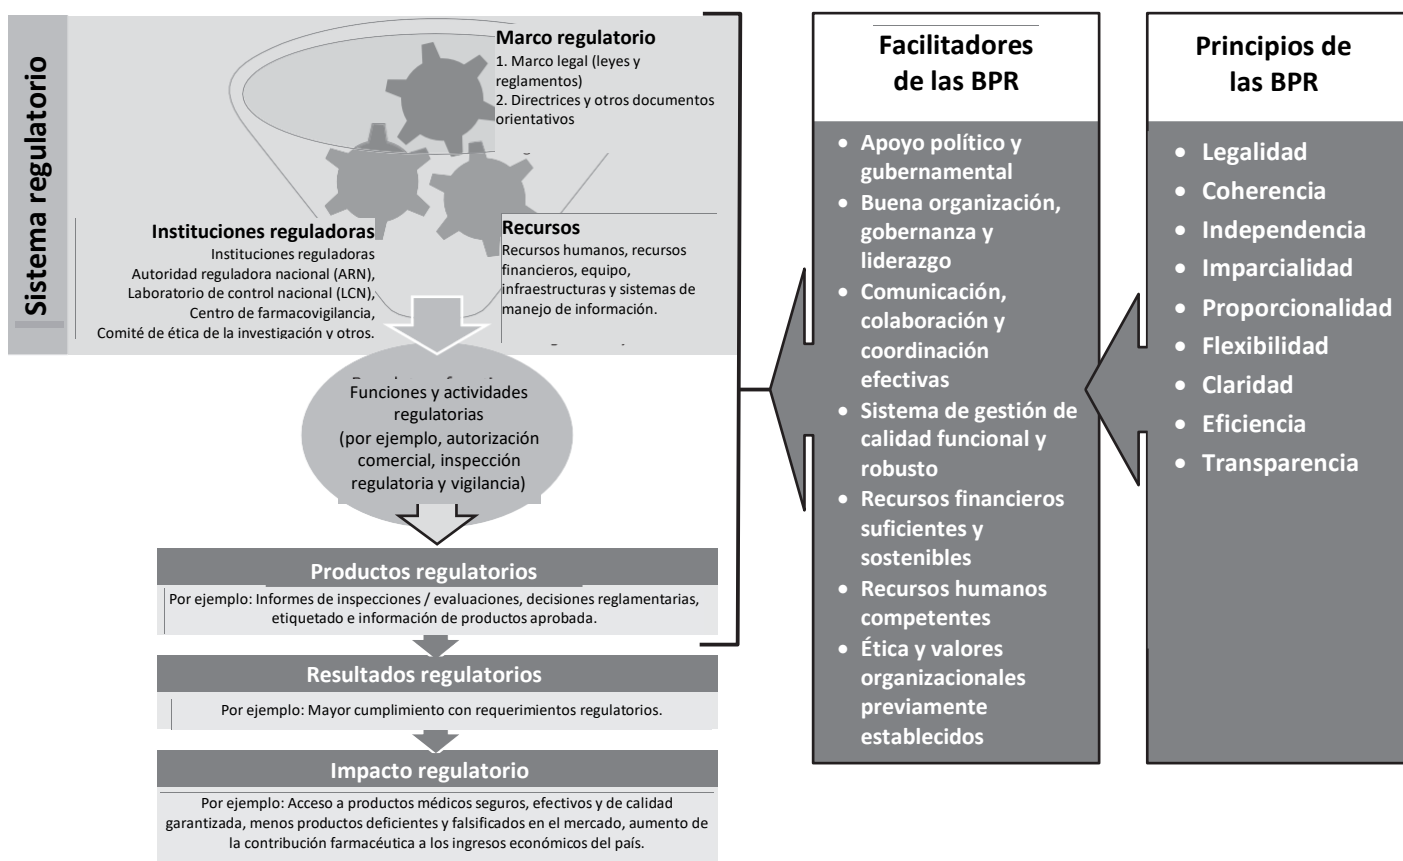 Sistema regulatorio
Marco regulatorio
1. Marco legal (leyes y
reglamentos)
2. Directrices y otros documentos
orientativos
Instituciones reguladoras
Instituciones reguladoras
Autoridad reguladora nacional (ARN),
Laboratorio de control nacional (LCN),
Centro de farmacovigilancia,
Comité de ética de la investigación y otros.
Recursos
Recursos humanos, recursos
financieros, equipo,
infraestructuras y sistemas de
manejo de información.
Funciones y actividades
regulatorias
(por ejemplo, autorización
comercial, inspección
regulatoria y vigilancia)
Productos regulatorios
Por ejemplo: Informes de inspecciones / evaluaciones, decisiones reglamentarias,
etiquetado e información de productos aprobada.
Resultados regulatorios
Por ejemplo: Mayor cumplimiento con requerimientos regulatorios.
Impacto regulatorio
Por ejemplo: Acceso a productos médicos seguros, efectivos y de calidad
garantizada, menos productos deficientes y falsificados en el mercado, aumento de
la contribución farmacéutica a los ingresos económicos del país.
Facilitadores
de las BPR
• Apoyo político y
gubernamental
• Buena organización,
gobernanza y
liderazgo
• Comunicación,
colaboración y
coordinación
efectivas
• Sistema de gestión de
calidad funcional y
robusto
• Recursos financieros
suficientes y
sostenibles
• Recursos humanos
competentes
• Ética y valores
organizacionales
previamente
establecidos
Principios de
las BPR
• Legalidad
• Coherencia
• Independencia
• Imparcialidad
• Proporcionalidad
• Flexibilidad
• Claridad
• Eficiencia
• Transparencia